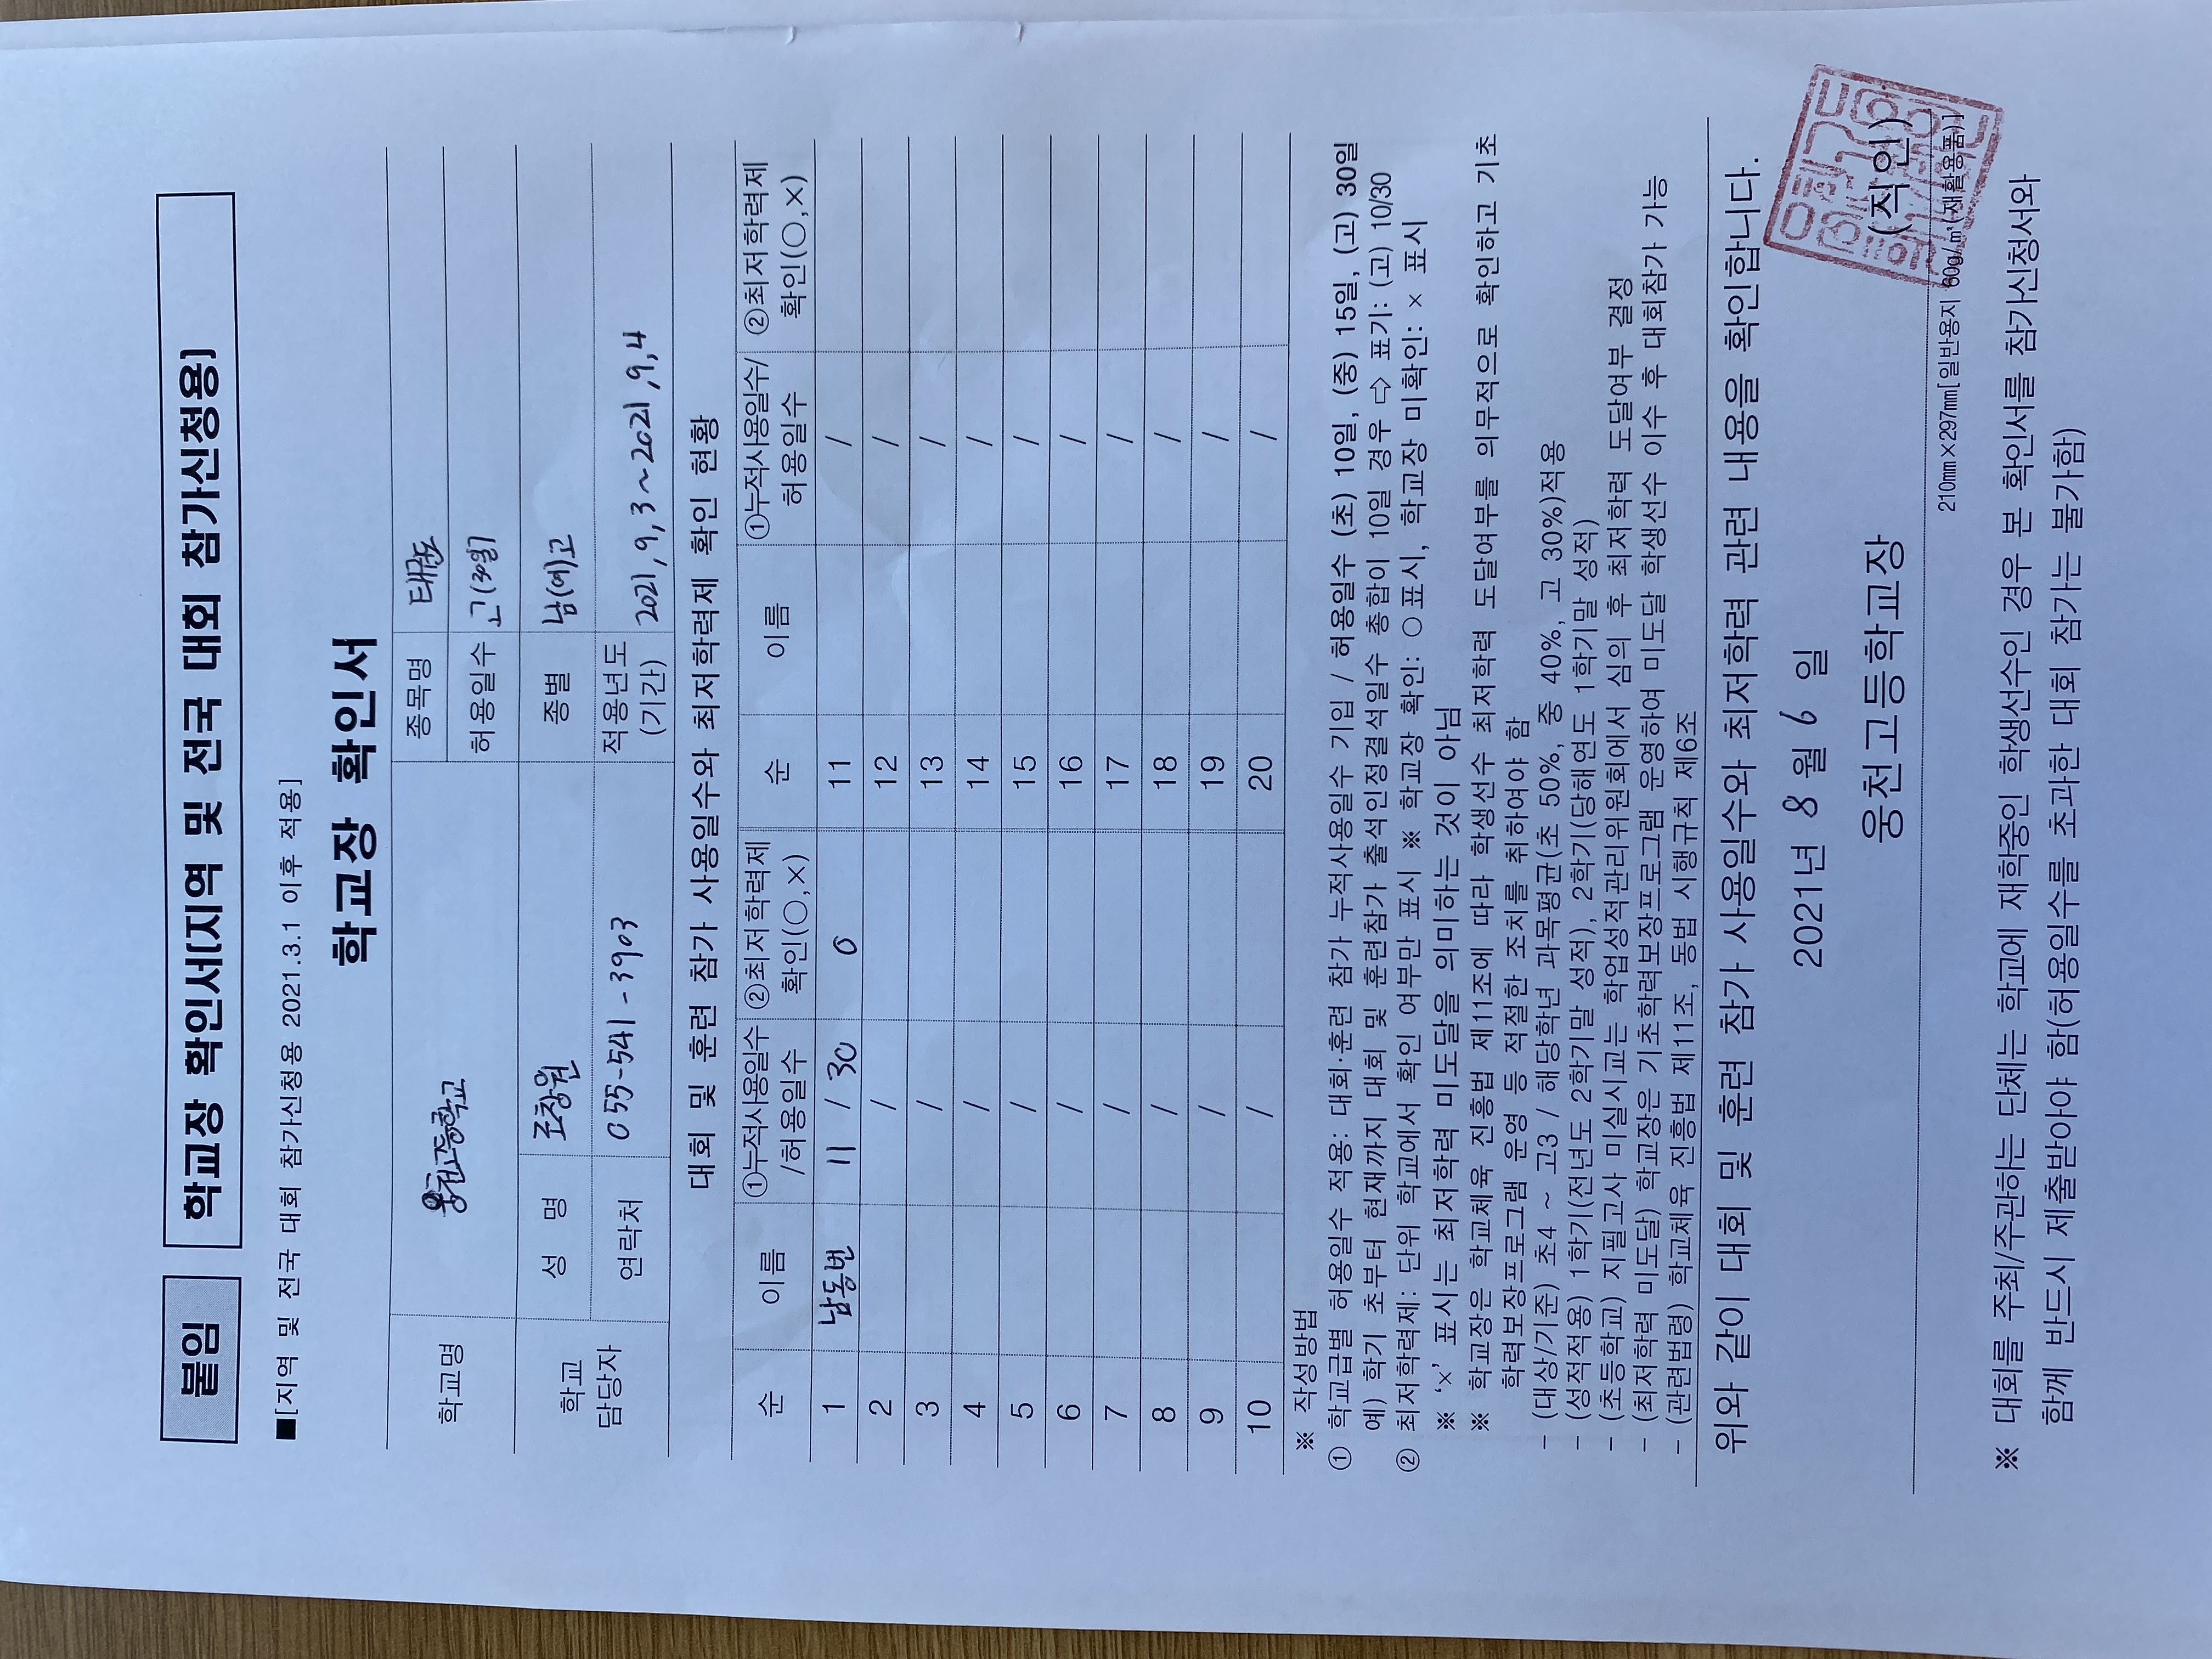 붙임
학교장 확인서[지역 및 전국 대회 참가신청용]
■[지역 및 전국 대회 참가신청용 2021.3.1 이후 적용]
학교장 확인서
학교명 웅천고등학교 종목명 태권도
허용일수 고(30일)
학교 담당자 성 명 조창원 종별 남(여)고
연락처 055-541-3903 적용년도 (기간) 2021, 9, 3 ~ 2021, 9, 4
대회 및 훈련 참가 사용일수와 최저학력제 확인 현황
순 이름 ①누적사용일수 /허용일수 ②최저학력제 확인(○,×) 순 이름 ①누적사용일수/ 허용일수 ②최저학력제 확인(○,×)
1 남동번 11 / 30 0 11 /
2 / 12 /
3 / 13 /
4 / 14 /
5 / 15 /
6 / 16 /
7 / 17 /
8 / 18 /
9 / 19 /
10 / 20 /
※ 작성방법
① 학교급별 허용일수 적용: 대회·훈련 참가 누적사용일수 기입 / 허용일수 (초) 10일, (중) 15일, (고) 30일
예) 학기 초부터 현재까지 대회 및 훈련참가 출석인정결석일수 총합이 10일 경우 ⇨ 표기: (고) 10/30
② 최저학력제: 단위 학교에서 확인 여부만 표시 ※ 학교장 확인: ○ 표시, 학교장 미확인: × 표시
※ '×' 표시는 최저학력 미도달을 의미하는 것이 아님
※ 학교장은 학교체육 진흥법 제11조에 따라 학생선수 최저학력 도달여부를 의무적으로 확인하고 기초
학력보장프로그램 운영 등 적절한 조치를 취하여야 함
- (대상/기준) 초4 ~ 고3 / 해당학년 과목평균(초 50%, 중 40%, 고 30%)적용
- (성적적용) 1학기(전년도 2학기말 성적), 2학기(당해연도 1학기말 성적)
- (초등학교) 지필고사 미실시교는 학업성적관리위원회에서 심의 후 최저학력 도달여부 결정
- (최저학력 미도달) 학교장은 기초학력보장프로그램 운영하여 미도달 학생선수 이수 후 대회참가 가능
- (관련법령) 학교체육 진흥법 제11조, 동법 시행규칙 제6조
위와 같이 대회 및 훈련 참가 사용일수와 최저학력 관련 내용을 확인합니다.
2021년 8 월 6 일
웅천고등학교장 (직인)
210㎜×297㎜[일반용지 60g/㎡(재활용품)]
※ 대회를 주최/주관하는 단체는 학교에 재학중인 학생선수인 경우 본 확인서를 참가신청서와
함께 반드시 제출받아야 함(허용일수를 초과한 대회 참가는 불가함)